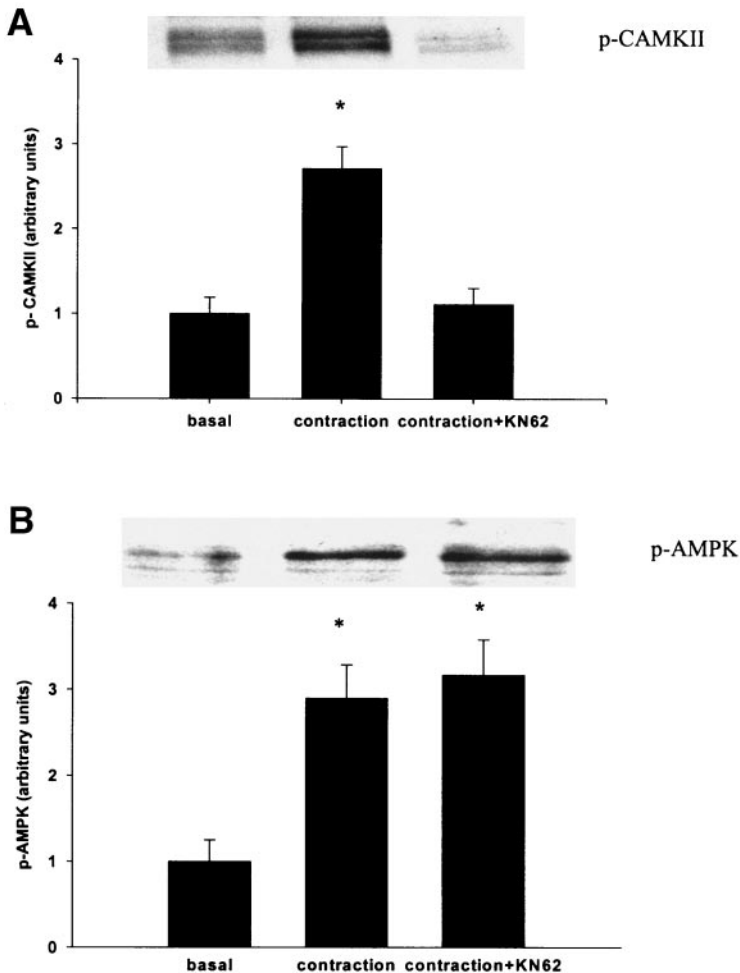 A
p-CAMKII
4
*
3
2
1
0
p- CAMKII (arbitrary units)
basal contraction contraction+KN62
B
p-AMPK
4
* *
3
2
1
0
p-AMPK (arbitrary units)
basal contraction contraction+KN62